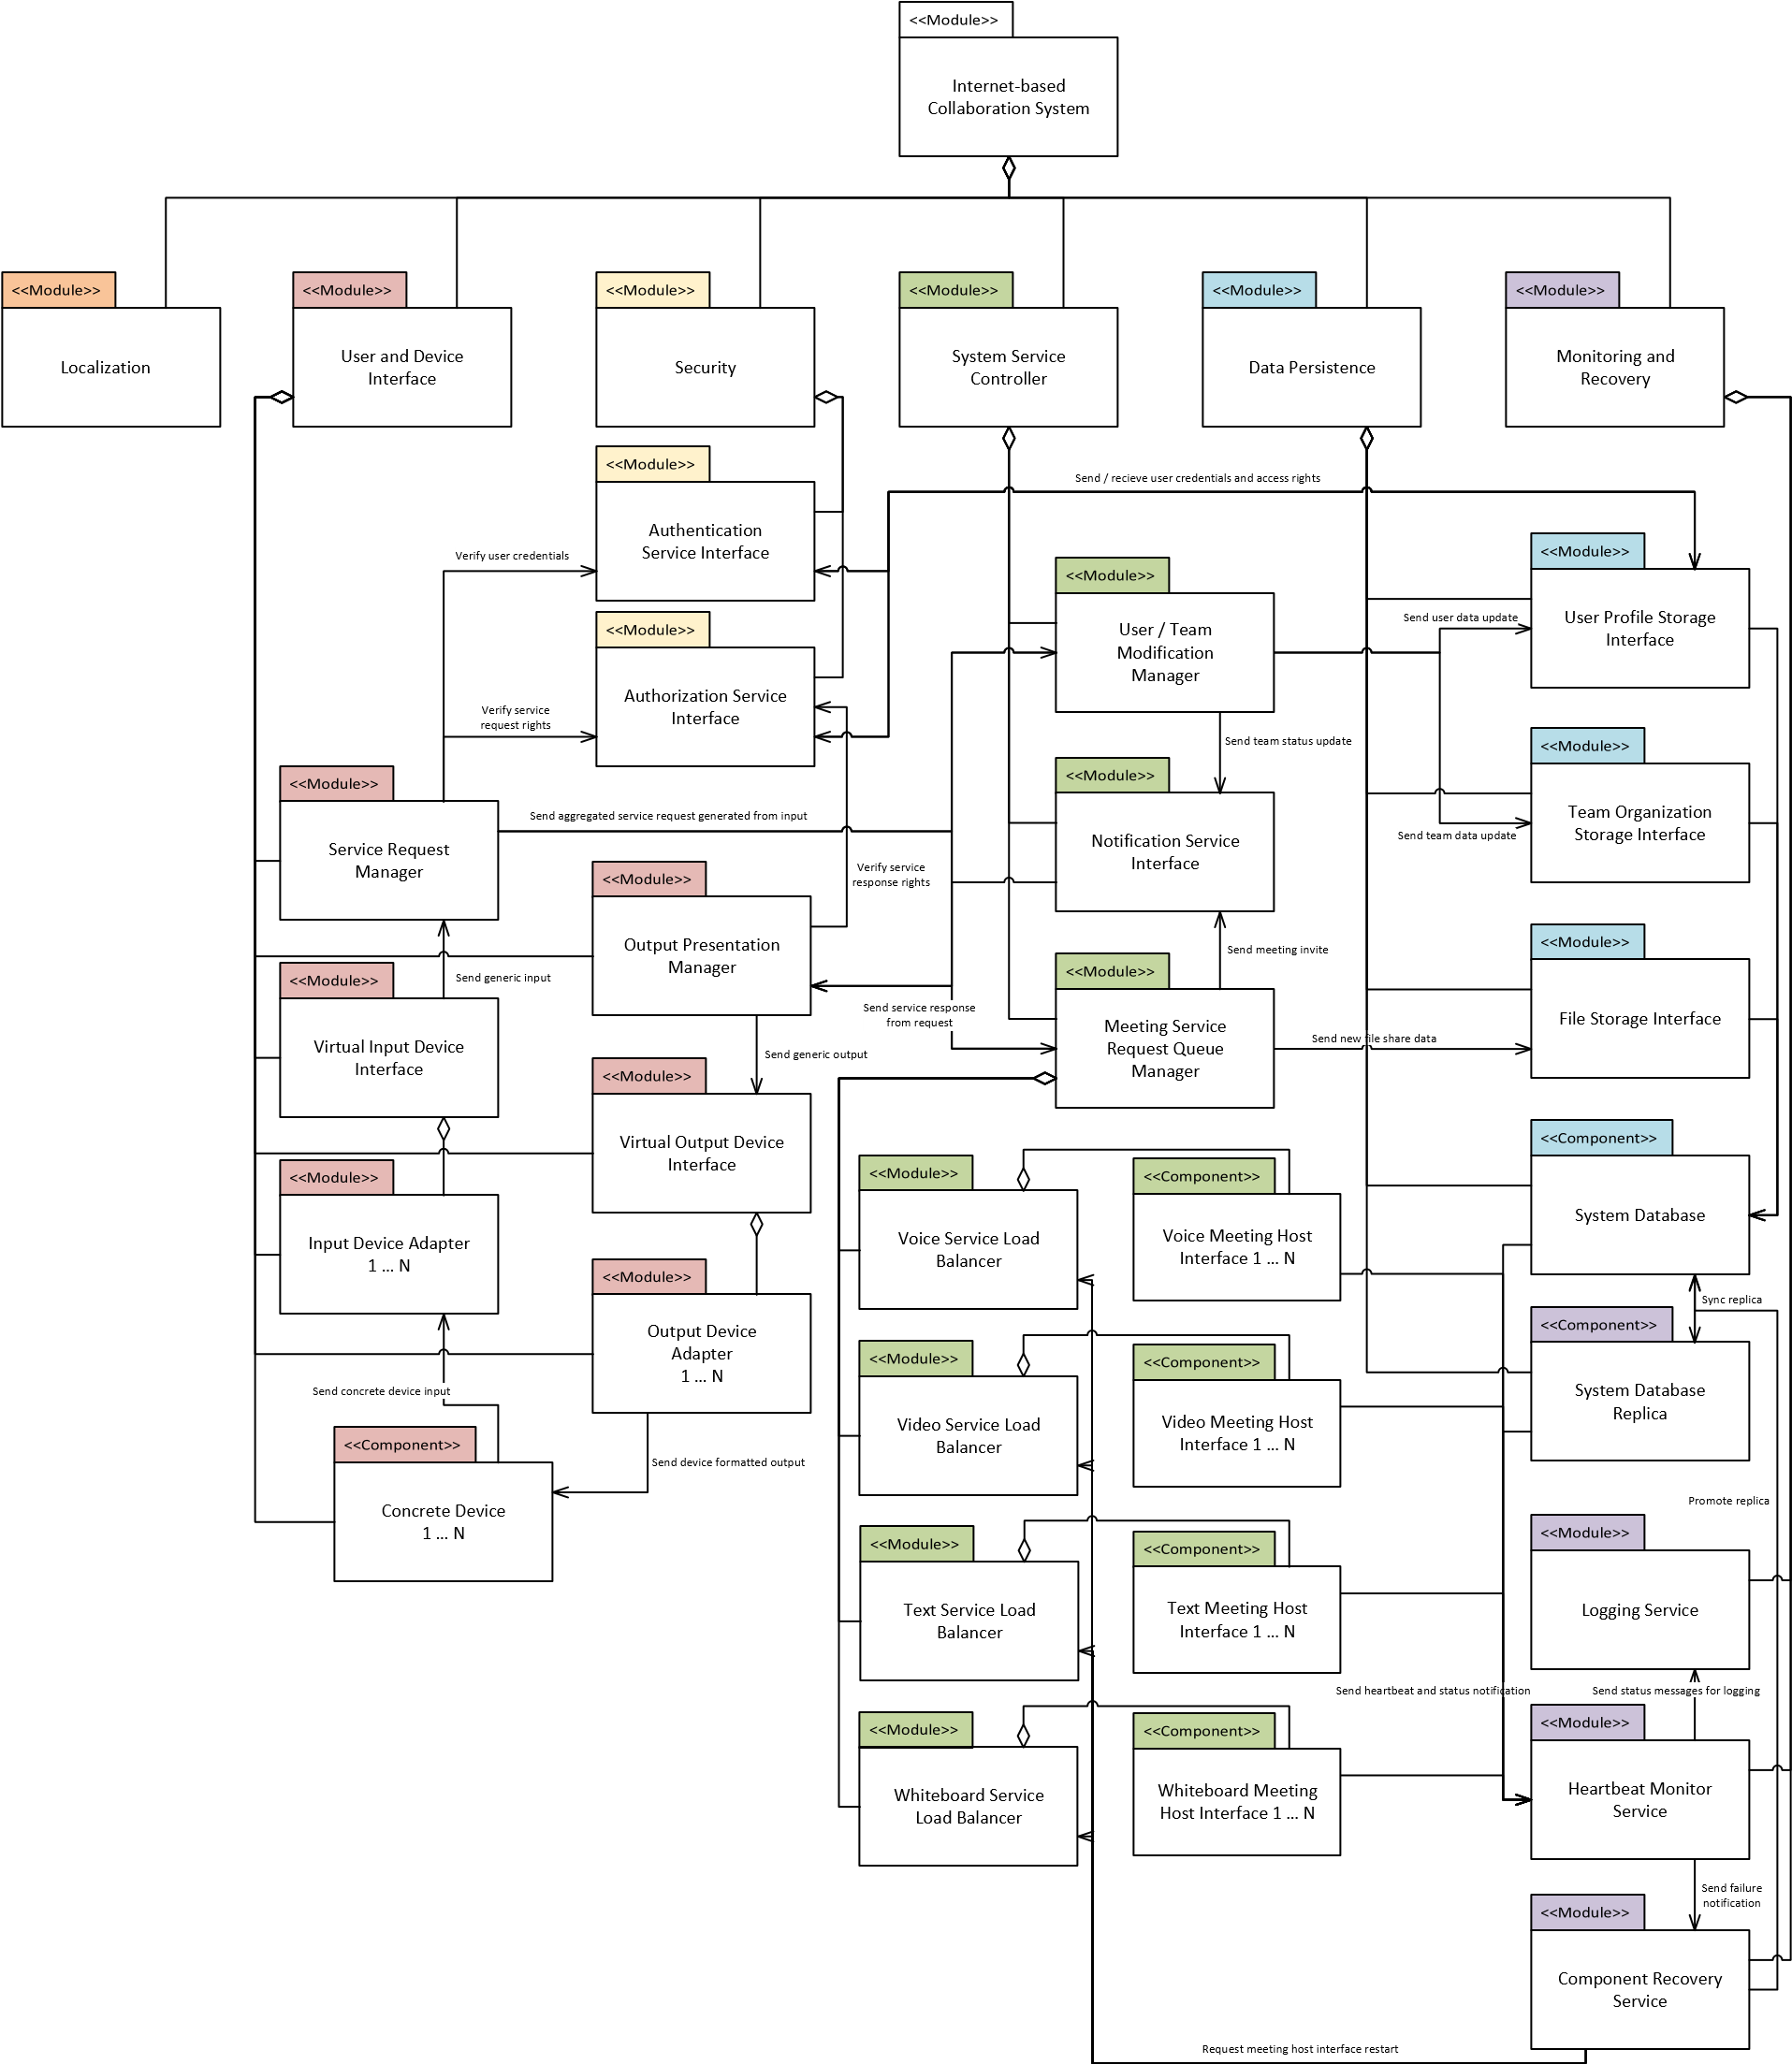 <<Module>>
Internet-based
Collaboration System
<<Module>>
Localization
<<Module>>
User and Device
Interface
<<Module>>
Security
<<Module>>
System Service
Controller
<<Module>>
Data Persistence
<<Module>>
Monitoring and
Recovery
<<Module>>
Authentication
Service Interface
Send / recieve user credentials and access rights
Verify user credentials
<<Module>>
Authorization Service
Interface
Verify service
request rights
<<Module>>
User / Team
Modification
Manager
<<Module>>
User Profile Storage
Interface
Send user data update
Send team status update
<<Module>>
Team Organization
Storage Interface
Send team data update
<<Module>>
Service Request
Manager
Send aggregated service request generated from input
<<Module>>
Notification Service
Interface
Verify service
response rights
<<Module>>
Output Presentation
Manager
Send generic input
Send meeting invite
<<Module>>
File Storage Interface
<<Module>>
Virtual Input Device
Interface
Send service response
from request
<<Module>>
Meeting Service
Request Queue
Manager
Send new file share data
Send generic output
<<Module>>
Virtual Output Device
Interface
<<Module>>
Input Device Adapter
1 ... N
<<Module>>
Voice Service Load
Balancer
<<Component>>
Voice Meeting Host
Interface 1 ... N
<<Component>>
System Database
Sync replica
<<Module>>
Output Device
Adapter
1 ... N
<<Module>>
Video Service Load
Balancer
<<Component>>
Video Meeting Host
Interface 1 ... N
<<Component>>
System Database
Replica
Send concrete device input
<<Component>>
Concrete Device
1 ... N
Send device formatted output
Promote replica
<<Module>>
Text Service Load
Balancer
<<Component>>
Text Meeting Host
Interface 1 ... N
<<Module>>
Logging Service
Send heartbeat and status notification
Send status messages for logging
<<Module>>
Whiteboard Service
Load Balancer
<<Component>>
Whiteboard Meeting
Host Interface 1 ... N
<<Module>>
Heartbeat Monitor
Service
Send failure
notification
<<Module>>
Component Recovery
Service
Request meeting host interface restart